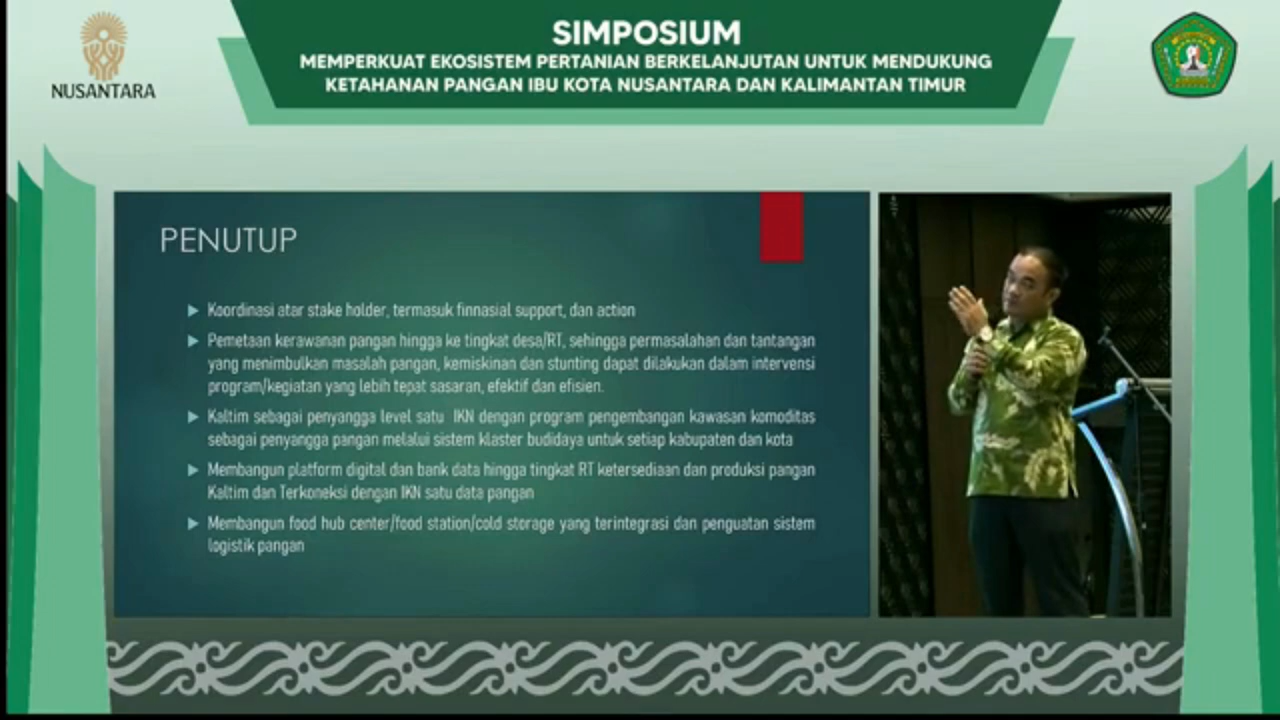 SIMPOSIUM
MEMPERKUAT EKOSISTEM PERTANIAN BERKELANJUTAN UNTUK MENDUKUNG
KETAHANAN PANGAN IBU KOTA NUSANTARA DAN KALIMANTAN TIMUR
NUSANTARA
PENUTUP
Koordinasi atar stake holder, termasuk finnasial support, dan action
Pemetaan kerawanan pangan hingga ke tingkat desa/RT, sehingga permasalahan dan tantangan
yang menimbulkan masalah pangan, kemiskinan dan stunting dapat dilakukan dalam intervensi
program/kegiatan yang lebih tepat sasaran, efektif dan efisien.
Kaltim sebagai penyangga level satu IKN dengan program pengembangan kawasan komoditas
sebagai penyangga pangan melalui sistem klaster budidaya untuk setiap kabupaten dan kota
Membangun platform digital dan bank data hingga tingkat RT ketersediaan dan produksi pangan
Kaltim dan Terkoneksi dengan IKN satu data pangan
Membangun food hub center/food station/cold storage yang terintegrasi dan penguatan sistem
logistik pangan